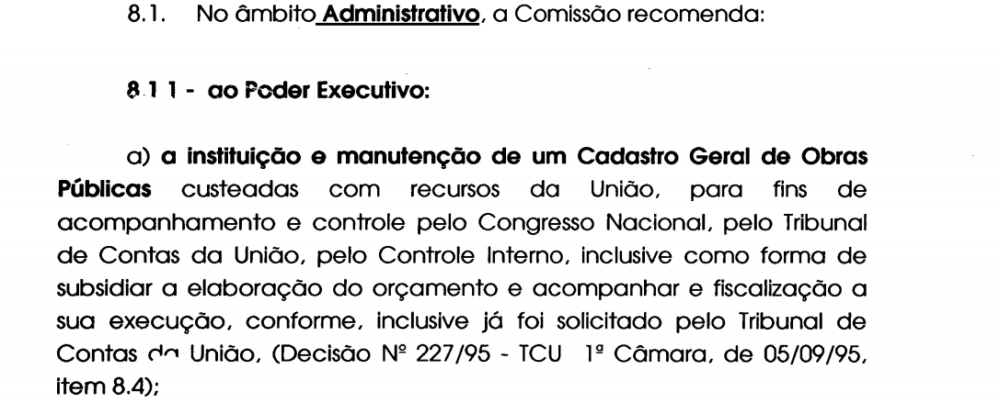 8.1. No âmbito Administrativo, a Comissão recomenda:
8.1 1 - ao Poder Executivo:
a) a instituição e manutenção de um Cadastro Geral de Obras
Públicas custeadas com recursos da União, para fins de
acompanhamento e controle pelo Congresso Nacional, pelo Tribunal
de Contas da União, pelo Controle Interno, inclusive como forma de
subsidiar a elaboração do orçamento e acompanhar e fiscalização a
sua execução, conforme, inclusive já foi solicitado pelo Tribunal de
Contas da União, (Decisão Nº 227/95 - TCU 1ª Câmara, de 05/09/95,
item 8.4);